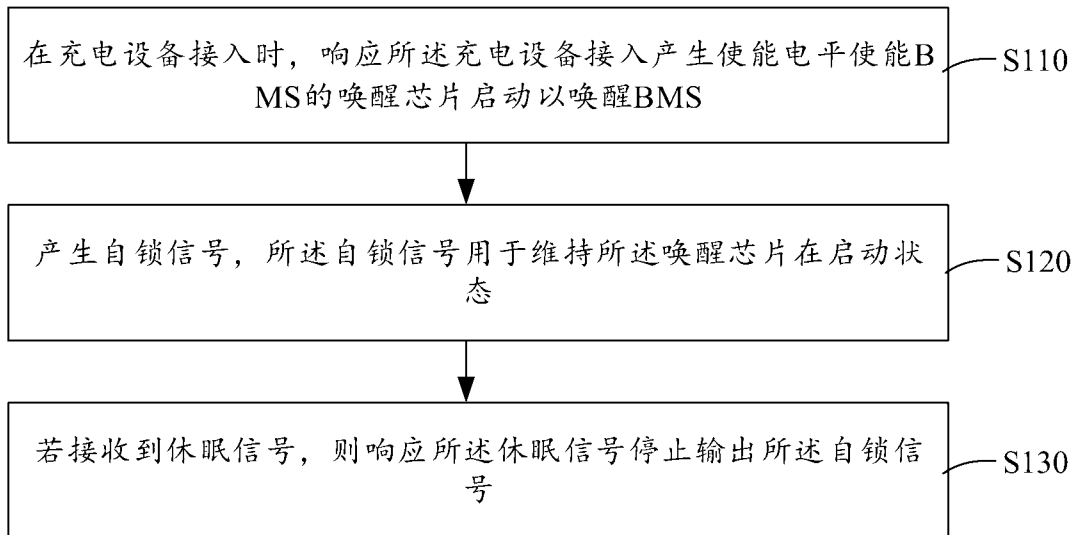 在充电设备接入时，响应所述充电设备接入产生使能电平使能B
MS的唤醒芯片启动以唤醒BMS
S110
产生自锁信号，所述自锁信号用于维持所述唤醒芯片在启动状
态
S120
若接收到休眠信号，则响应所述休眠信号停止输出所述自锁信
号
S130